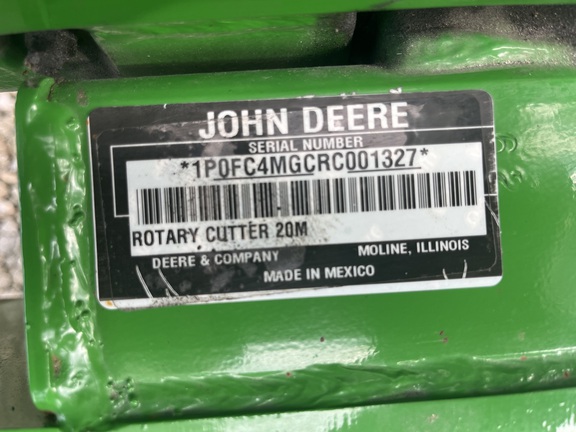 JOHN DEERE
SERIAL NUMBER
*1P0FC4MGCRC001327*
ROTARY CUTTER 20M
DEERE & COMPANY MOLINE, ILLINOIS
MADE IN MEXICO